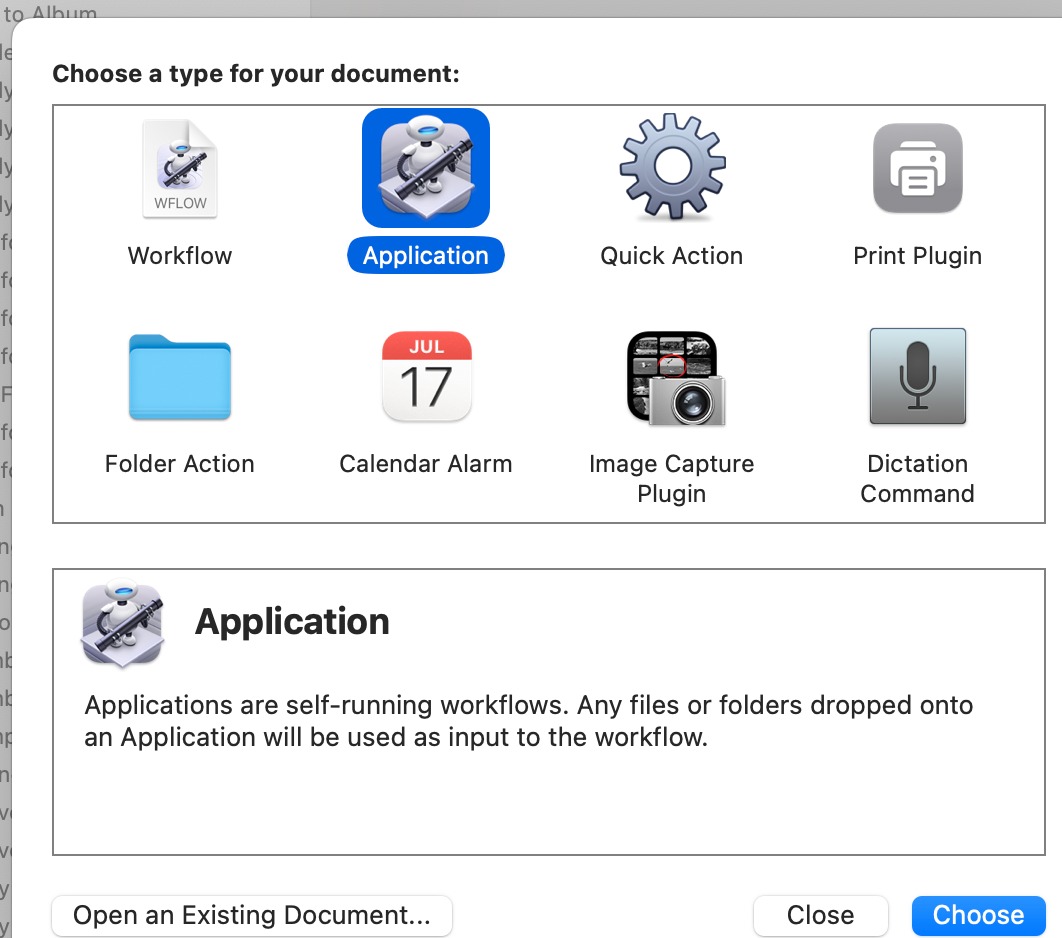 to Album
Choose a type for your document:
WFLOW
Workflow
Application
Quick Action
Print Plugin
JUL
17
Folder Action
Calendar Alarm
Image Capture
Plugin
Dictation
Command
Application
Applications are self-running workflows. Any files or folders dropped onto
an Application will be used as input to the workflow.
Open an Existing Document...
Close
Choose